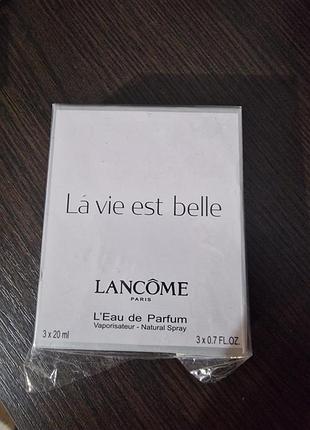 La vie est belle
LANCÔME
PARIS
L'Eau de Parfum
Vaporisateur - Natural Spray
3 x 20 ml
3 x 0.7 FL.OZ.